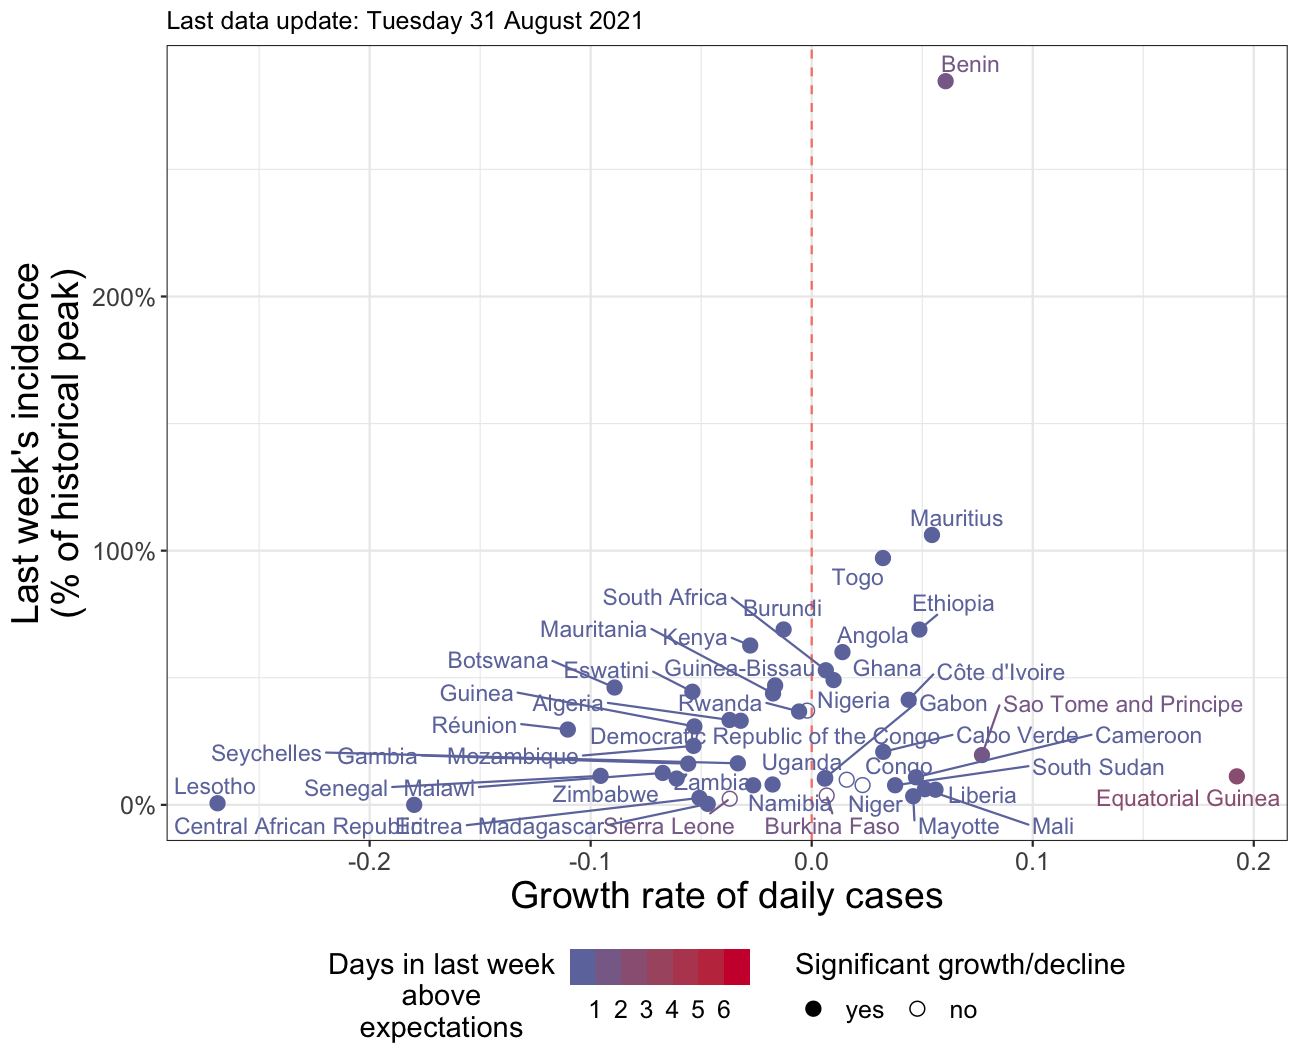 Last data update: Tuesday 31 August 2021
Last week's incidence
(% of historical peak)
200%
100%
0%
Benin
Mauritius
Togo
South Africa
Burundi
Ethiopia
Mauritania
Kenya
Angola
Botswana
Eswatini
Guinea-Bissau
Ghana
Côte d'Ivoire
Guinea
Algeria
Rwanda
Nigeria
Gabon
Sao Tome and Principe
Réunion
Democratic Republic of the Congo
Cabo Verde
Cameroon
Seychelles
Gambia
Mozambique
Uganda
Congo
South Sudan
Lesotho
Senegal
Malawi
Zimbabwe
Zambia
Namibia
Niger
Liberia
Equatorial Guinea
Central African Republic
Eritrea
Madagascar
Sierra Leone
Burkina Faso
Mayotte
Mali
-0.2
-0.1
0.0
0.1
0.2
Growth rate of daily cases
Days in last week
above
expectations
1 2 3 4 5 6
Significant growth/decline
yes
no